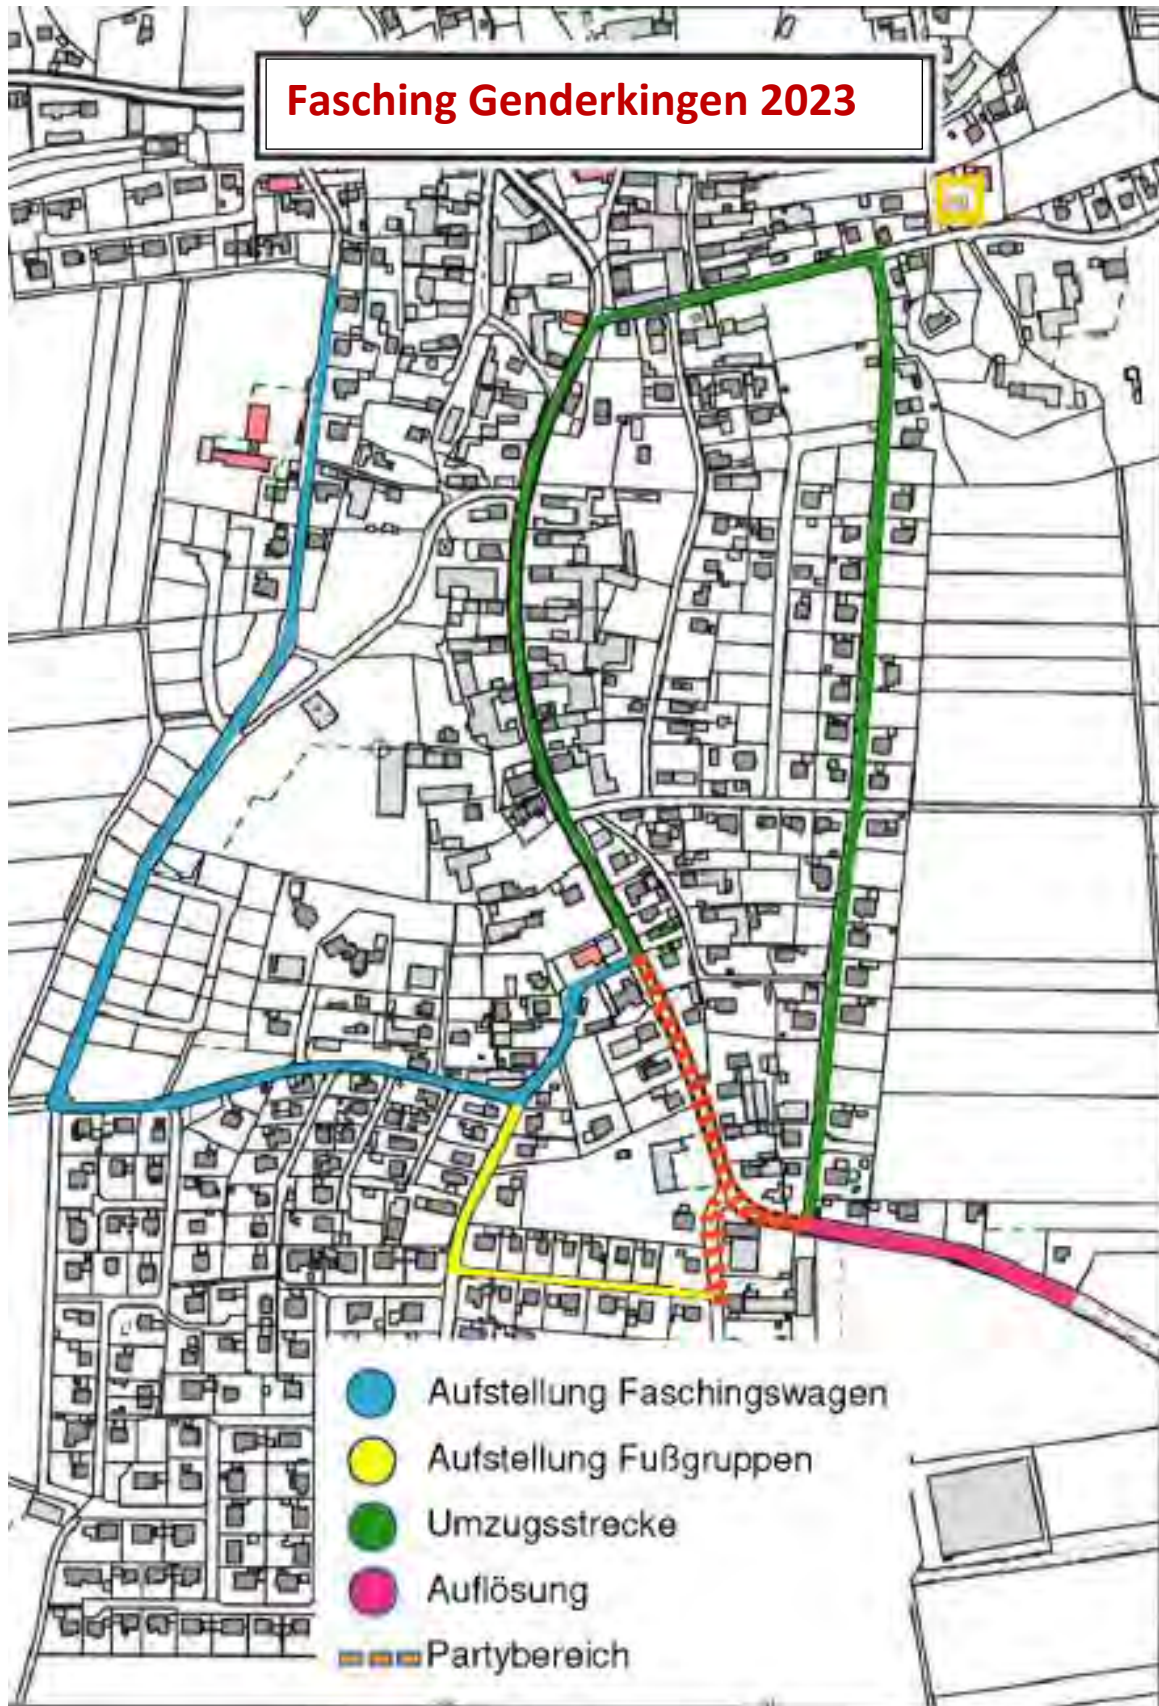 Fasching Genderkingen 2023
Aufstellung Faschingswagen
Aufstellung Fußgruppen
Umzugsstrecke
Auflösung
Partybereich